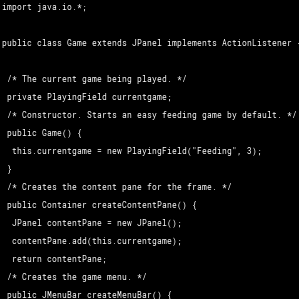 import java.io.*;
public class Game extends JPanel implements ActionListener
/* The current game being played. */
private PlayingField currentgame;
/* Constructor. Starts an easy feeding game by default. */
public Game() {
this.currentgame = new PlayingField("Feeding", 3);
}
/* Creates the content pane for the frame. */
public Container createContentPane() {
JPanel contentPane = new JPanel();
contentPane.add(this.currentgame);
return contentPane;
/* Creates the game menu. */
public JMenuBar createMenuBar() {